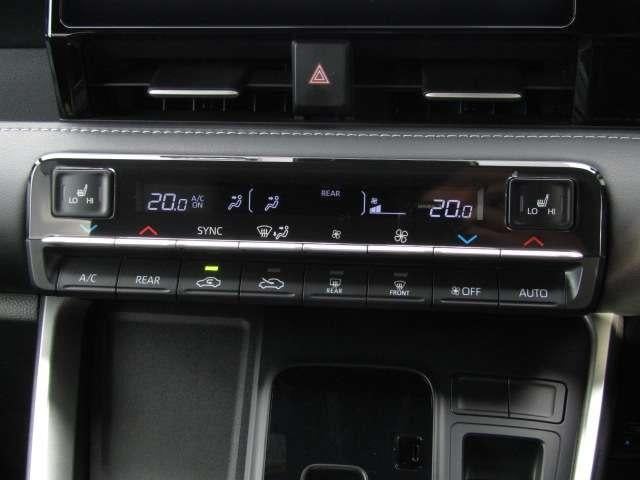 LO HI
20.0 A/C ON
REAR
20.0
LO HI
SYNC
A/C REAR REAR FRONT OFF AUTO